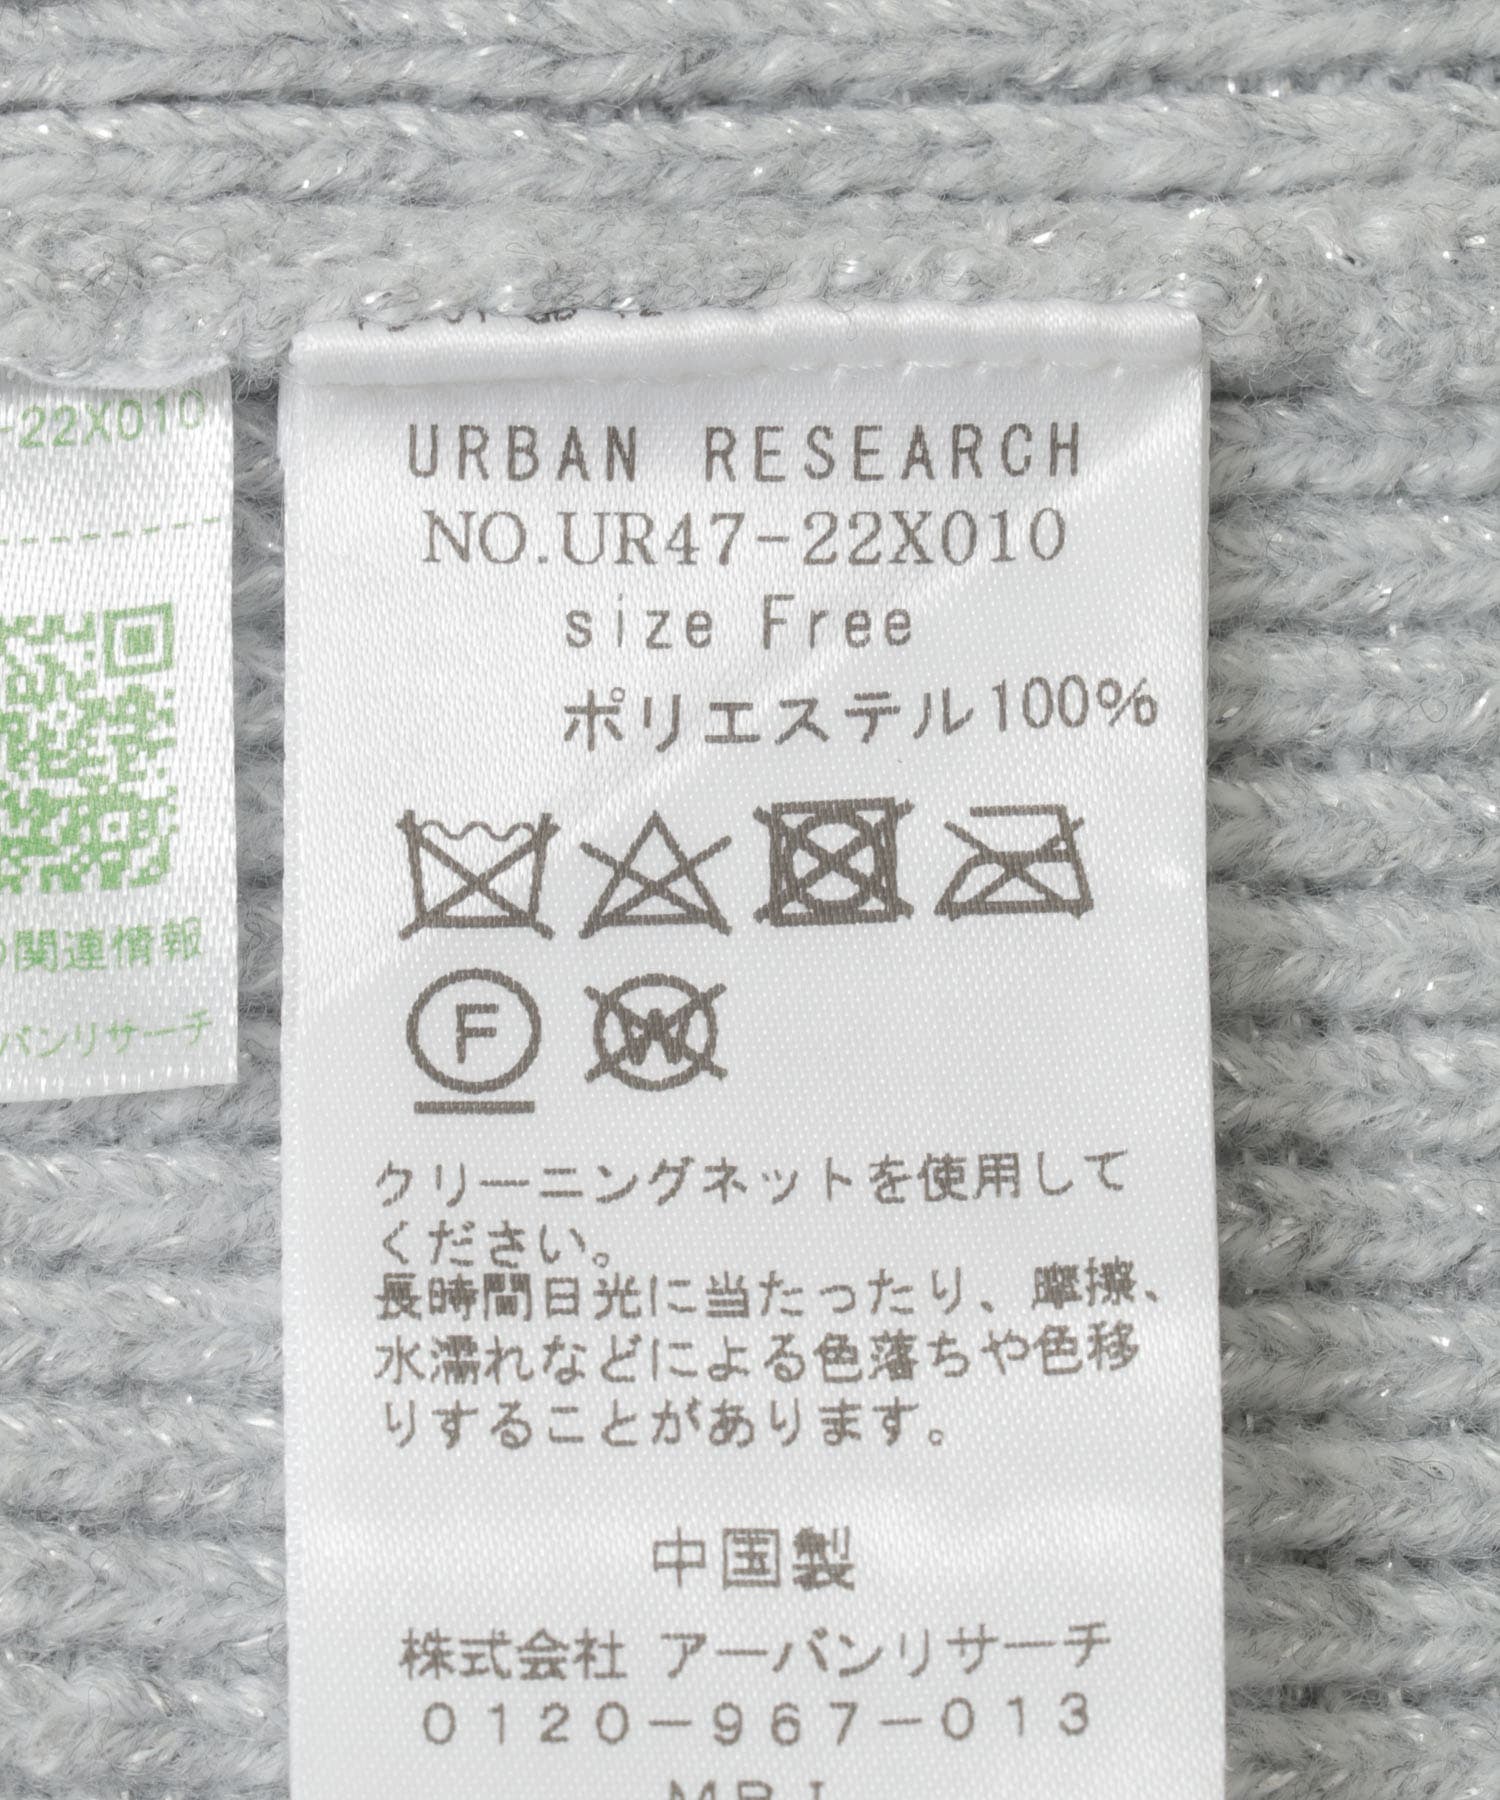 URBAN RESEARCH
NO.UR47-22X010
size Free
ポリエステル100%
F
W
クリーニングネットを使用して
ください。
長時間日光に当たったり、摩擦、
水濡れなどによる色落ちや色移
りすることがあります。
中国製
株式会社 アーバンリサーチ
0120-967-013
-22X010
関連情報
バンリサーチ